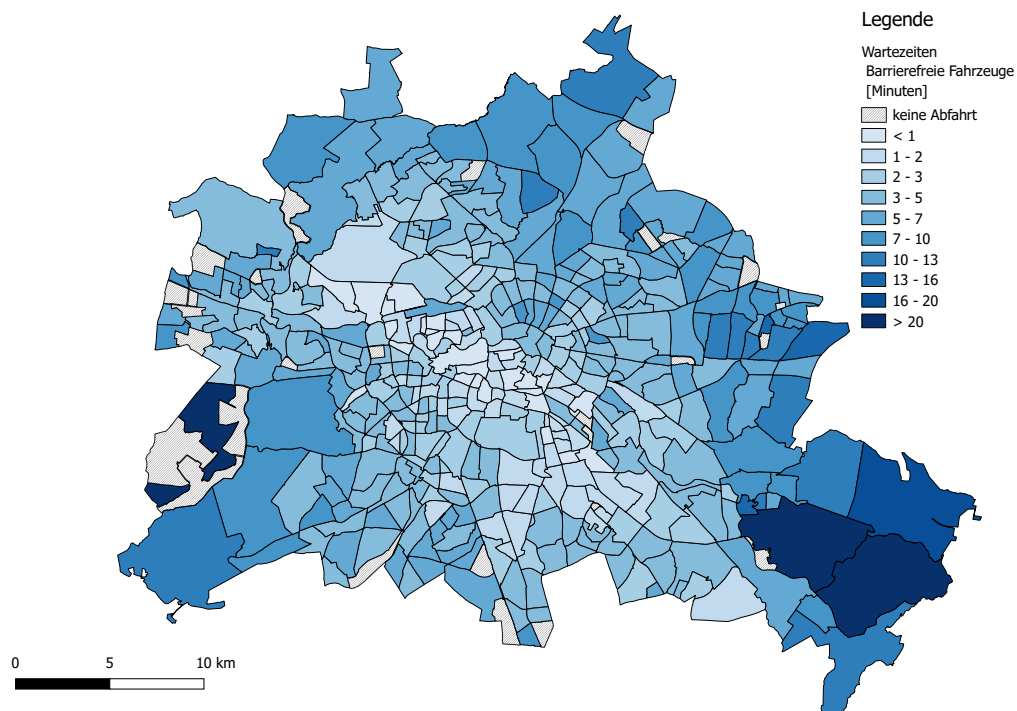 Legende
Wartezeiten
Barrierefreie Fahrzeuge
[Minuten]
keine Abfahrt
< 1
1 - 2
2 - 3
3 - 5
5 - 7
7 - 10
10 - 13
13 - 16
16 - 20
> 20
0 5 10 km